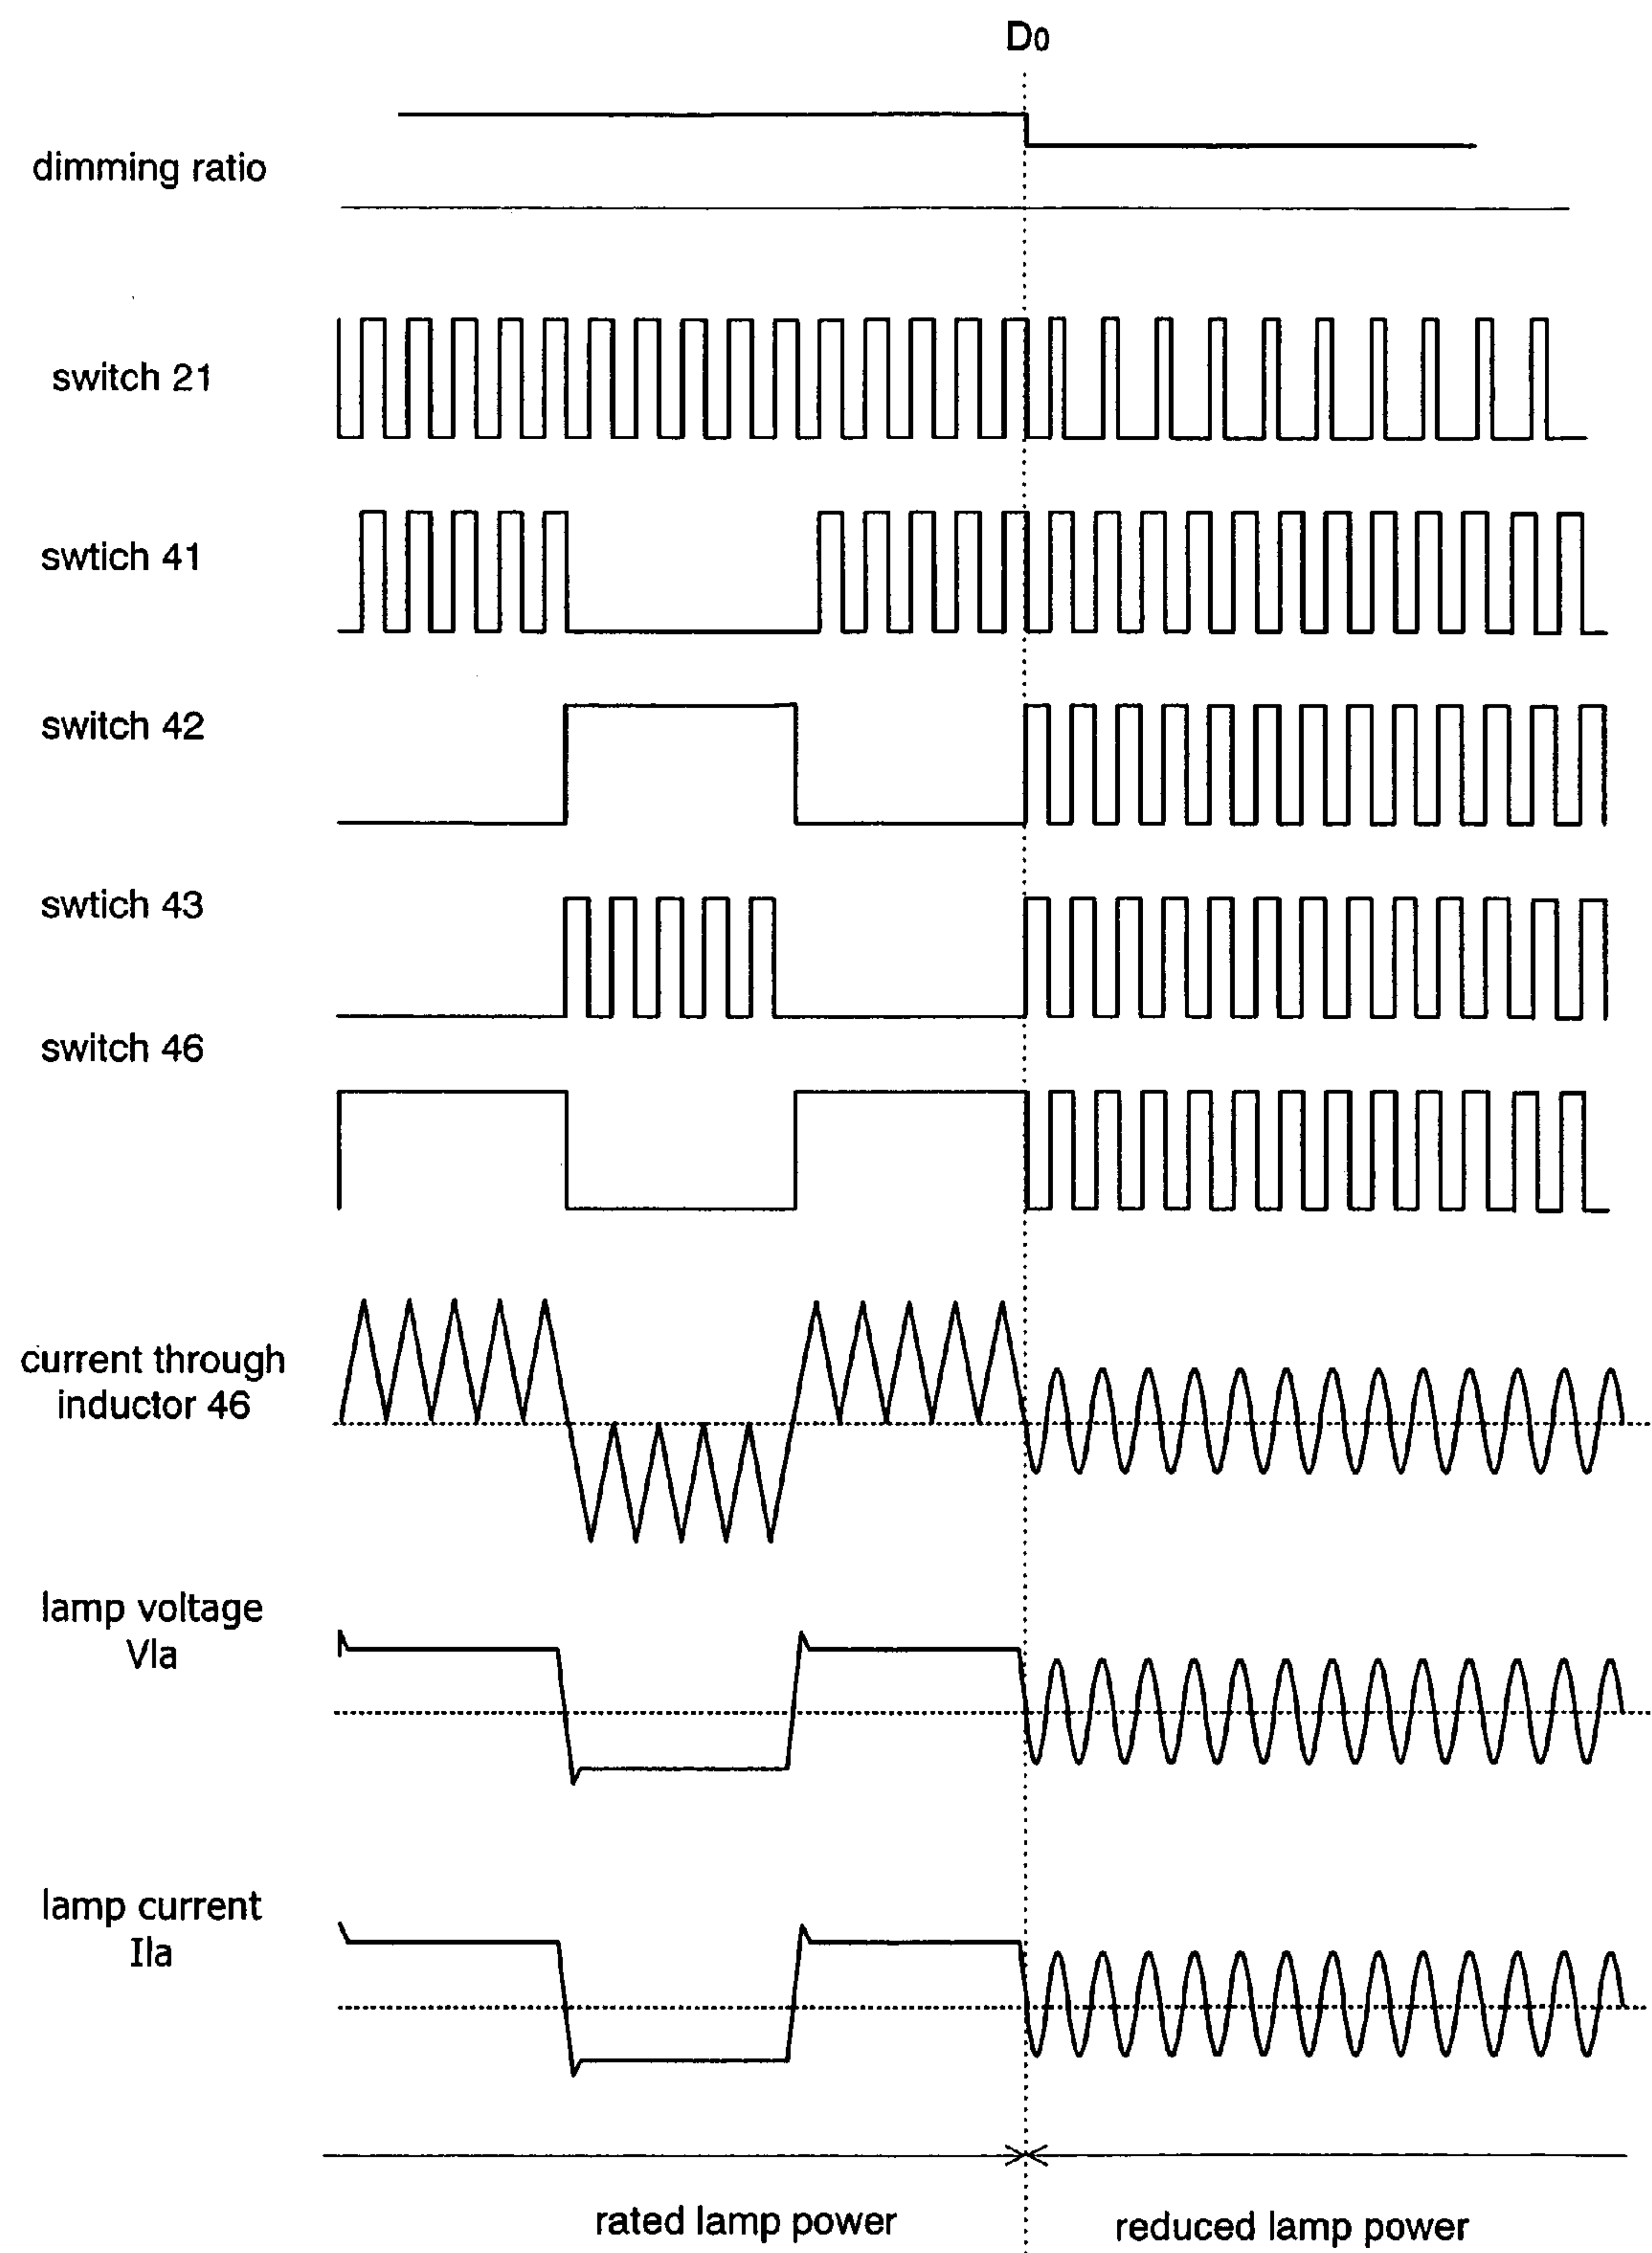 D0
dimming ratio
switch 21
swtich 41
switch 42
swtich 43
switch 46
current through
inductor 46
lamp voltage
Vla
lamp current
Ila
rated lamp power
reduced lamp power